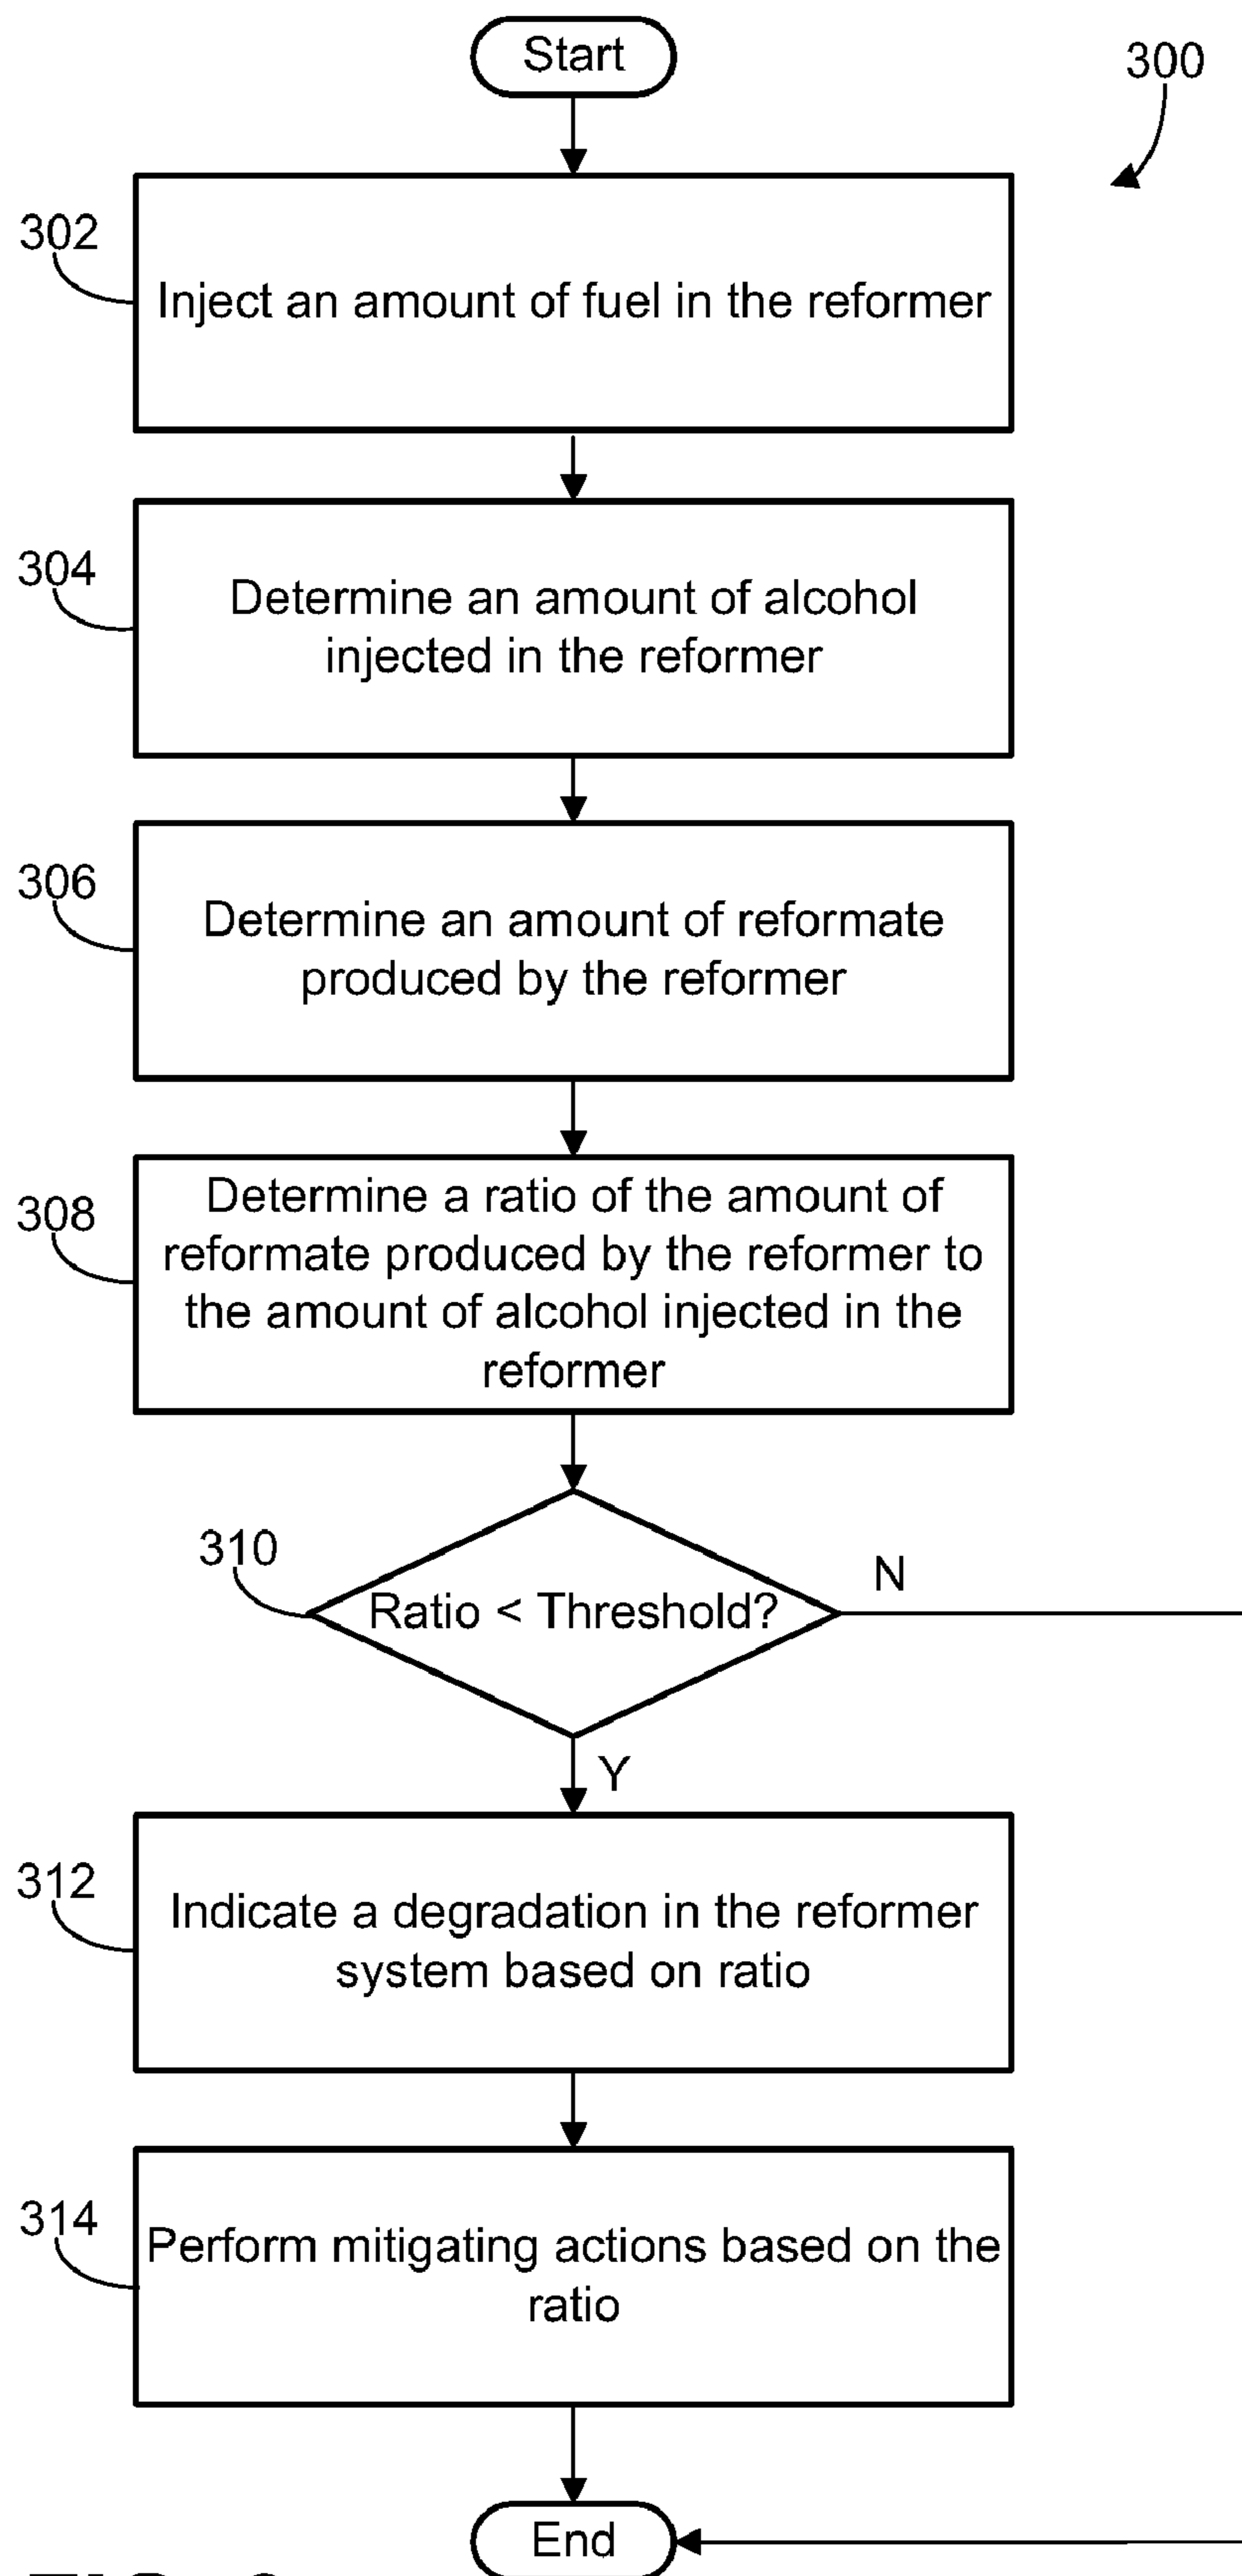 Start
300
302
Inject an amount of fuel in the reformer
304
Determine an amount of alcohol
injected in the reformer
306
Determine an amount of reformate
produced by the reformer
308
Determine a ratio of the amount of
reformate produced by the reformer to
the amount of alcohol injected in the
reformer
310
Ratio < Threshold?
N
Y
312
Indicate a degradation in the reformer
system based on ratio
314
Perform mitigating actions based on the
ratio
End